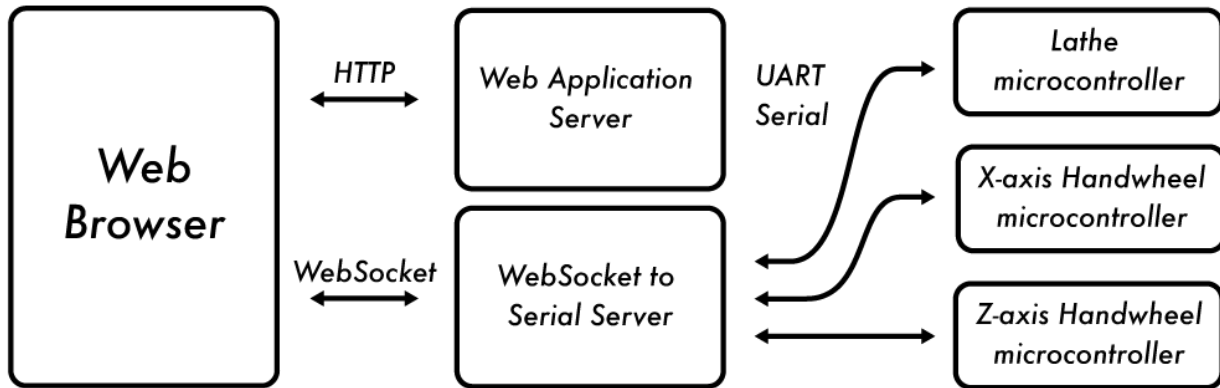 Web
Browser
HTTP
WebSocket
Web Application
Server
WebSocket to
Serial Server
UART
Serial
Lathe
microcontroller
X-axis Handwheel
microcontroller
Z-axis Handwheel
microcontroller